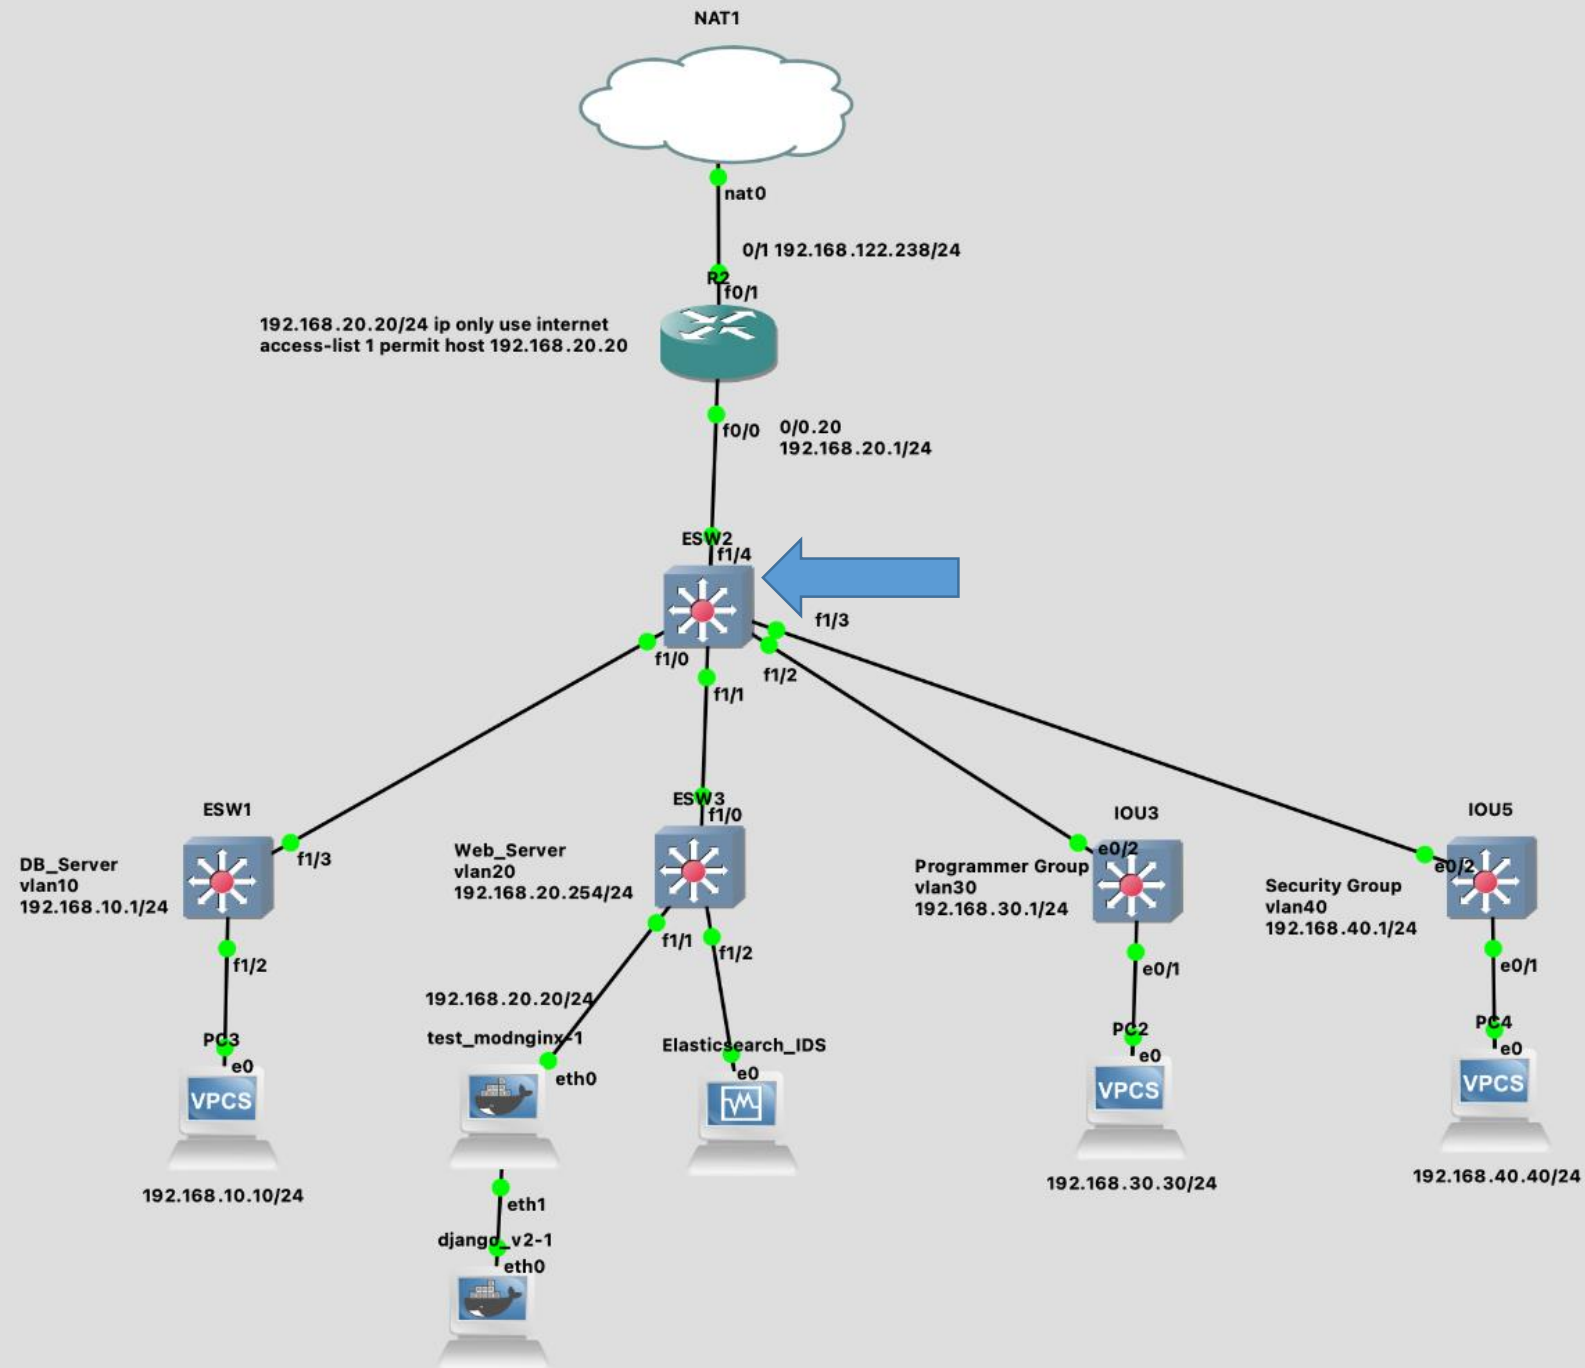 NAT1
nat0
0/1 192.168.122.238/24
R2
f0/1
192.168.20.20/24 ip only use internet
access-list 1 permit host 192.168.20.20
f0/0
0/0.20
192.168.20.1/24
ESW2
f1/4
f1/3
f1/0
f1/2
f1/1
ESW1
f1/3
DB_Server
vlan10
192.168.10.1/24
f1/2
PC3
e0
VPCS
192.168.10.10/24
ESW3
f1/0
Web_Server
vlan20
192.168.20.254/24
f1/1
f1/2
192.168.20.20/24
test_modnginx-1
eth0
Elasticsearch_IDS
e0
eth1
django_v2-1
eth0
IOU3
e0/2
Programmer Group
vlan30
192.168.30.1/24
e0/1
PC2
e0
VPCS
192.168.30.30/24
IOU5
e0/2
Security Group
vlan40
192.168.40.1/24
e0/1
PC4
e0
VPCS
192.168.40.40/24